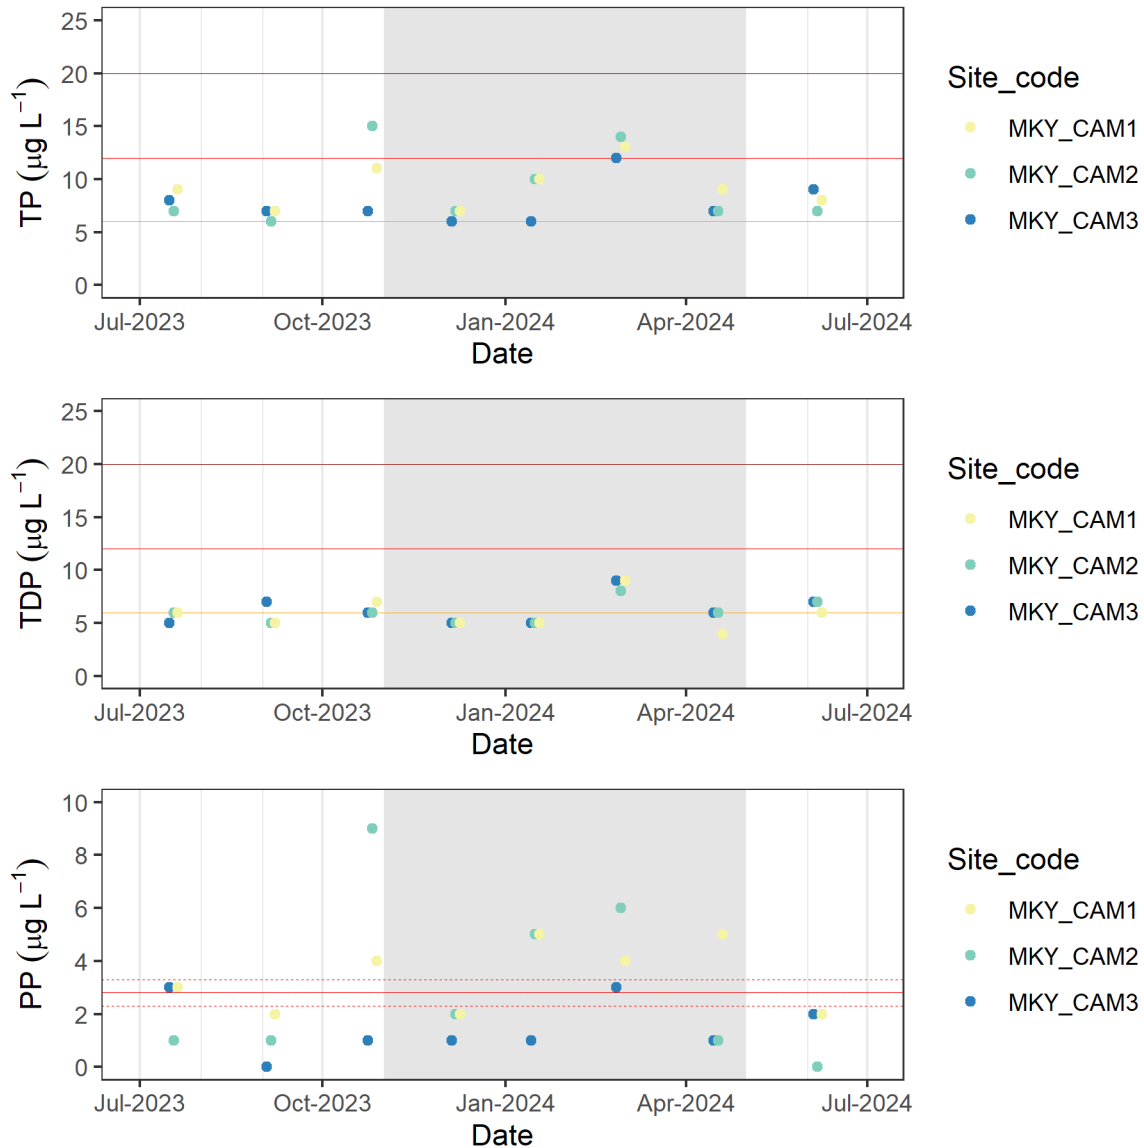 25
20
15
10
5
0
TP (μg L⁻¹)
Jul-2023 Oct-2023 Jan-2024 Apr-2024 Jul-2024
Date
Site_code
MKY_CAM1
MKY_CAM2
MKY_CAM3
25
20
15
10
5
0
TDP (μg L⁻¹)
Jul-2023 Oct-2023 Jan-2024 Apr-2024 Jul-2024
Date
Site_code
MKY_CAM1
MKY_CAM2
MKY_CAM3
10
8
6
4
2
0
PP (μg L⁻¹)
Jul-2023 Oct-2023 Jan-2024 Apr-2024 Jul-2024
Date
Site_code
MKY_CAM1
MKY_CAM2
MKY_CAM3